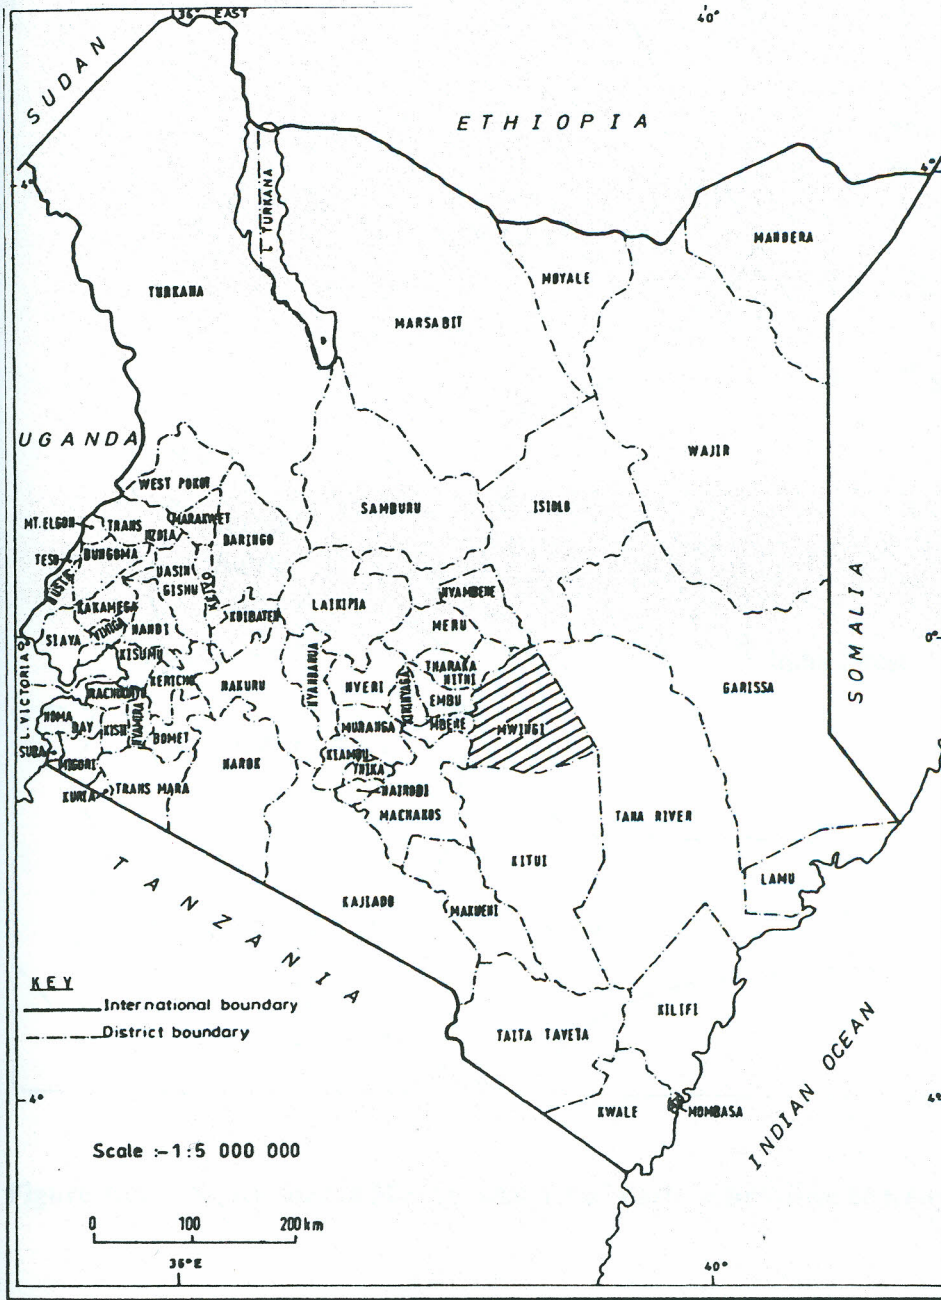 36° EAST
40°
SUDAN
ETHIOPIA
4°
4°
L. TURKANA
MANDERA
MOYALE
TURKANA
MARSABIT
UGANDA
WAJIR
WEST POKOT
SAMBURU
ISIOLO
MT.ELGON
TRANS
NZOIA
MARAKWET
BARINGO
TESO
BUNGOMA
BUSIA
UASIN
GISHU
KEIYO
NYAMBENE
KAKAMEGA
LAIKIPIA
KOIBATEK
MERU
SIAYA
VIHIGA
NANDI
0°
0°
SOMALIA
KISUMU
THARAKA
NITHI
L. VICTORIA
RACHUONYO
KERICHO
NAKURU
NYANDARUA
NYERI
KIRINYAGA
EMBU
GARISSA
HOMA
BAY
KISII
NYAMIRA
BOMET
MURANGA
MBERE
MWINGI
SUBA
MIGORI
NAROK
KIAMBU
THIKA
KURIA
TRANS MARA
NAIROBI
MACHAKOS
TANA RIVER
KITUI
TANZANIA
LAMU
KAJIADO
MAKUENI
KEY
International boundary
District boundary
TAITA TAVETA
KILIFI
INDIAN OCEAN
4°
4°
KWALE
MOMBASA
Scale :-1:5 000 000
0 100 200 km
36°E
40°